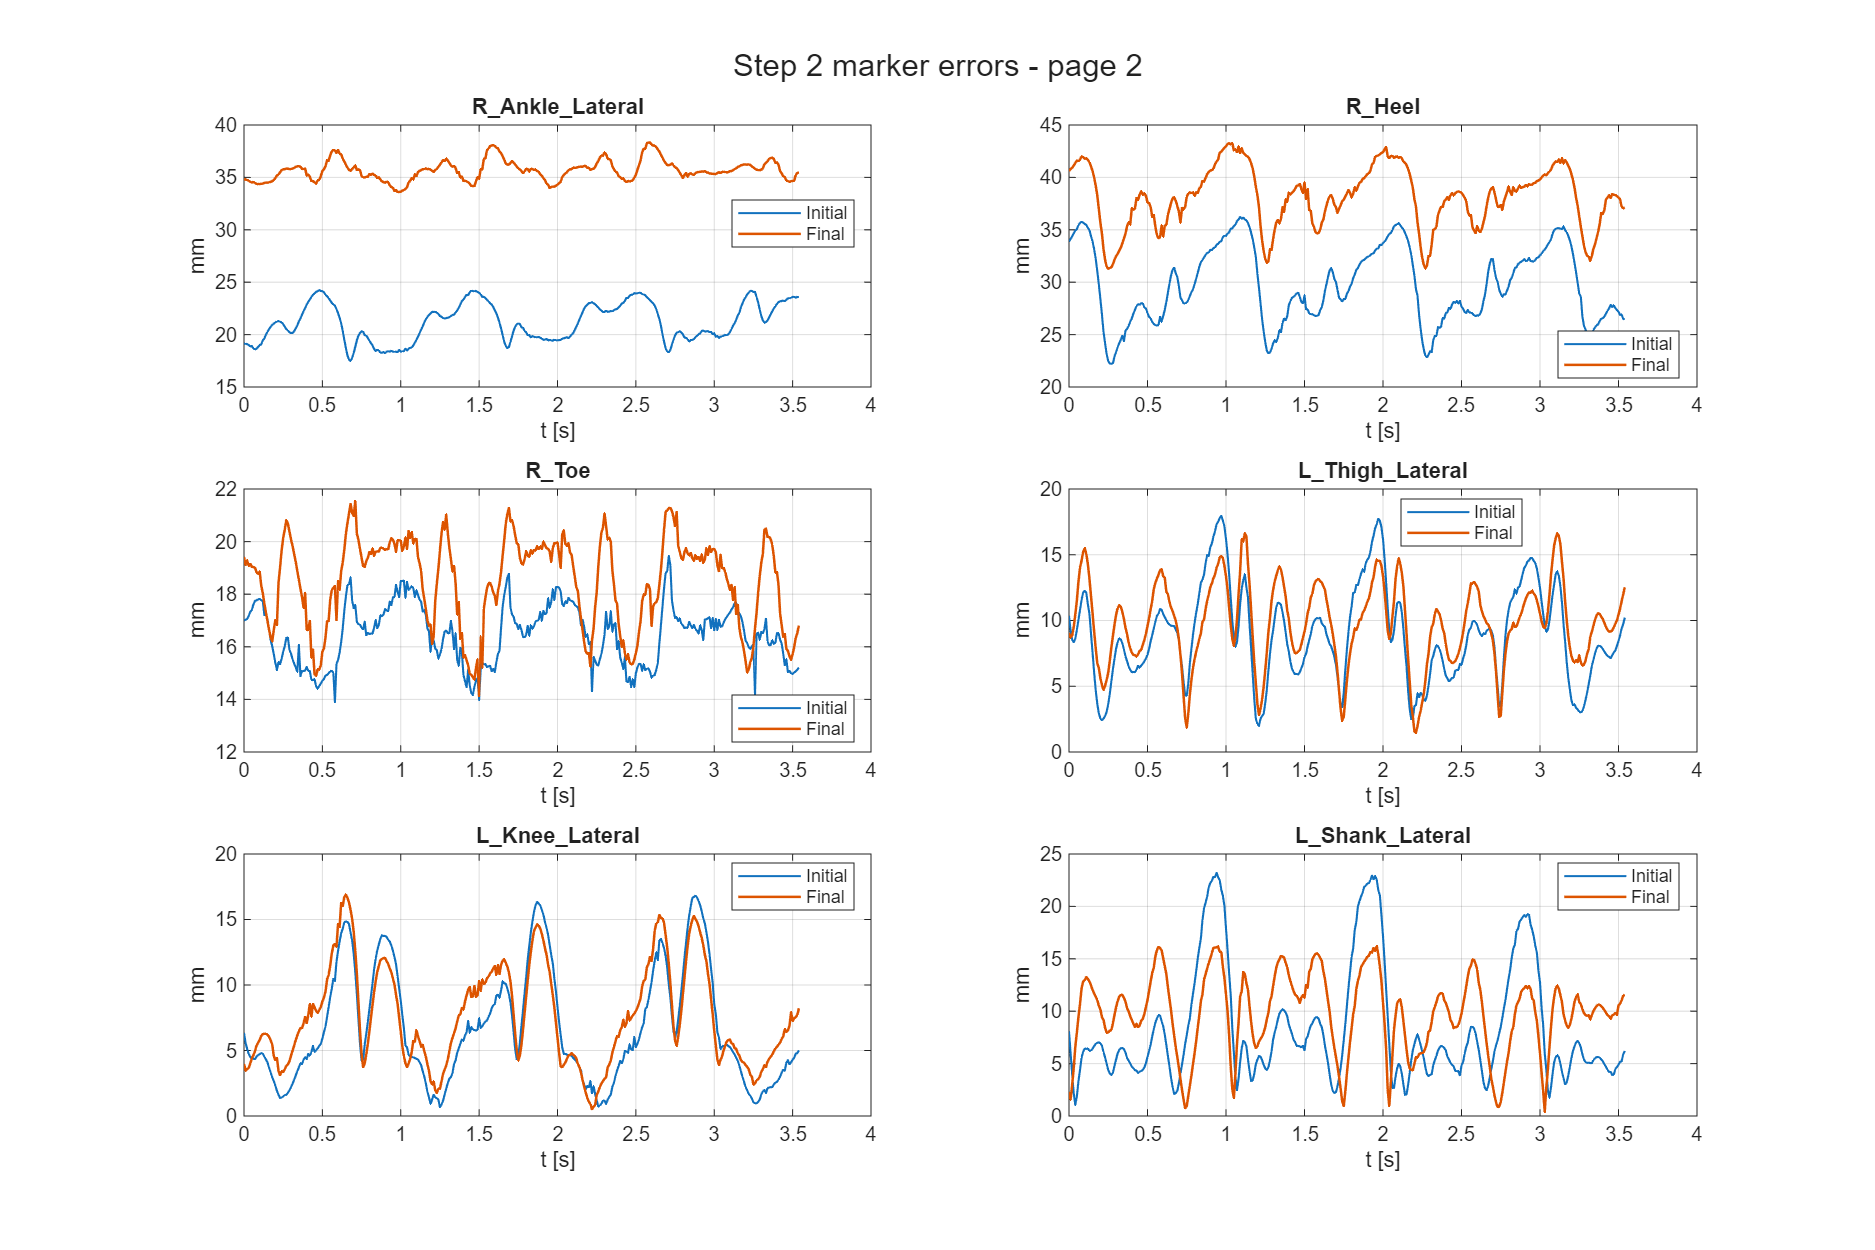 Step 2 marker errors - page 2
R_Ankle_Lateral
40
35
30
25
20
15
mm
0 0.5 1 1.5 2 2.5 3 3.5 4
t [s]
Initial
Final
R_Heel
45
40
35
30
25
20
mm
0 0.5 1 1.5 2 2.5 3 3.5 4
t [s]
Initial
Final
R_Toe
22
20
18
16
14
12
mm
0 0.5 1 1.5 2 2.5 3 3.5 4
t [s]
Initial
Final
L_Thigh_Lateral
20
15
10
5
0
mm
0 0.5 1 1.5 2 2.5 3 3.5 4
t [s]
Initial
Final
L_Knee_Lateral
20
15
10
5
0
mm
0 0.5 1 1.5 2 2.5 3 3.5 4
t [s]
Initial
Final
L_Shank_Lateral
25
20
15
10
5
0
mm
0 0.5 1 1.5 2 2.5 3 3.5 4
t [s]
Initial
Final